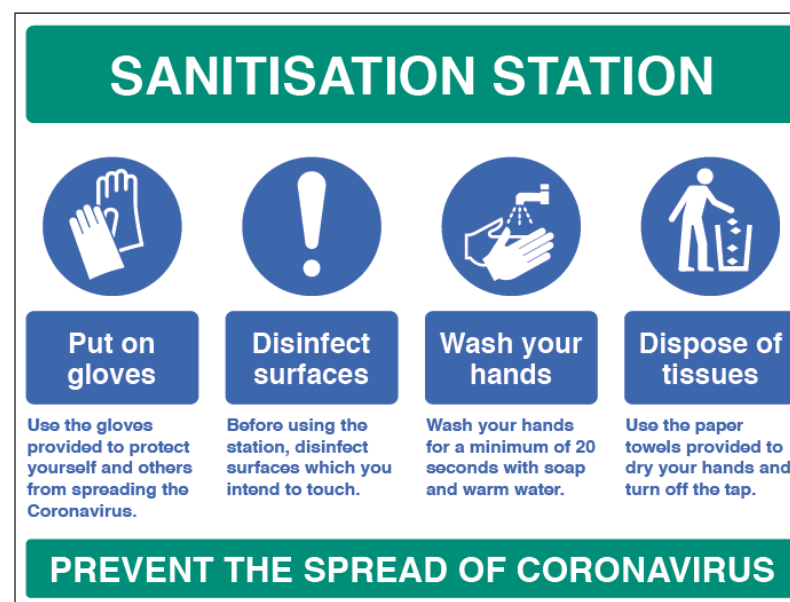 SANITISATION STATION
Put on
gloves
Use the gloves
provided to protect
yourself and others
from spreading the
Coronavirus.
Disinfect
surfaces
Before using the
station, disinfect
surfaces which you
intend to touch.
Wash your
hands
Wash your hands
for a minimum of 20
seconds with soap
and warm water.
Dispose of
tissues
Use the paper
towels provided to
dry your hands and
turn off the tap.
PREVENT THE SPREAD OF CORONAVIRUS